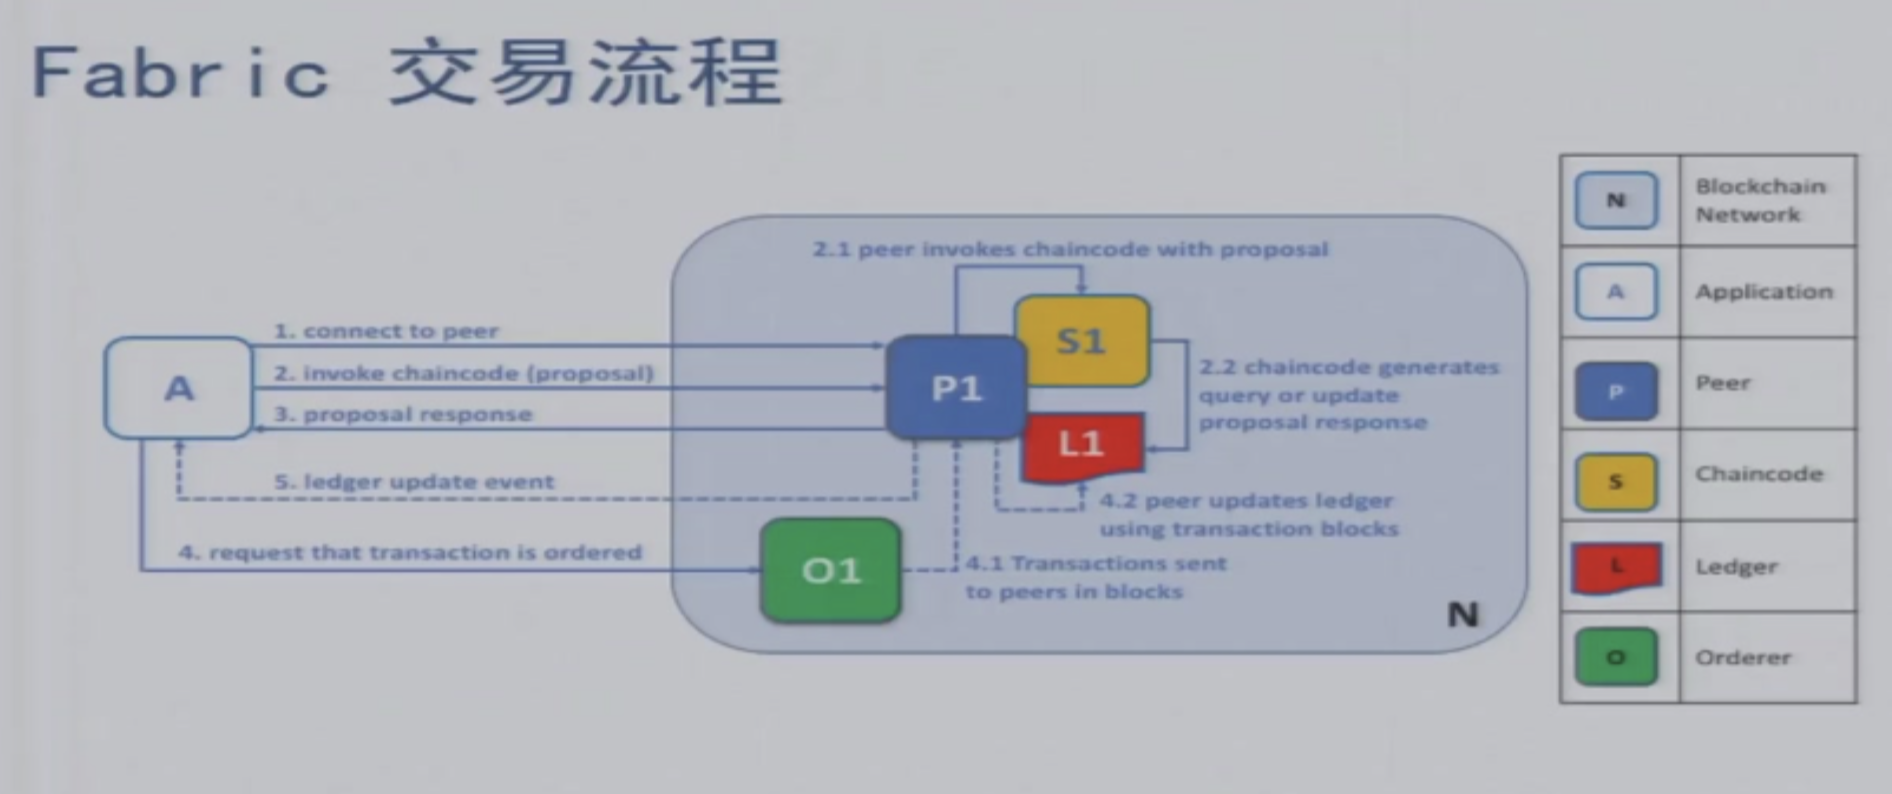 Fabric 交易流程
2.1 peer invokes chaincode with proposal
1. connect to peer
2. invoke chaincode (proposal)
3. proposal response
A
P1
S1
L1
2.2 chaincode generates
query or update
proposal response
5. ledger update event
4.2 peer updates ledger
using transaction blocks
4. request that transaction is ordered
O1
4.1 Transactions sent
to peers in blocks
N
N
Blockchain
Network
A
Application
P
Peer
S
Chaincode
L
Ledger
O
Orderer